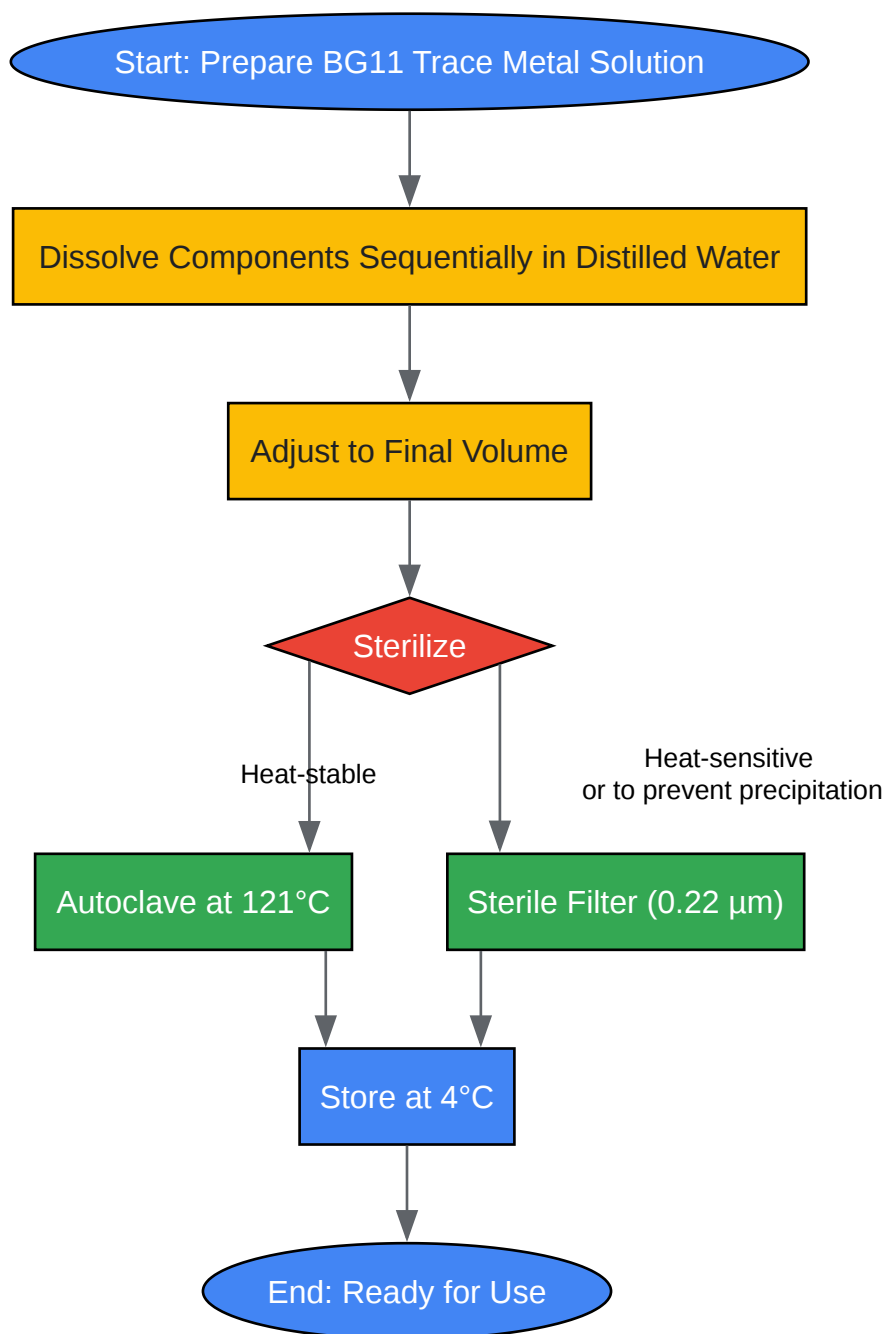 Start: Prepare BG11 Trace Metal Solution
Dissolve Components Sequentially in Distilled Water
Adjust to Final Volume
Sterilize
Heat-stable
Heat-sensitive
or to prevent precipitation
Autoclave at 121°C
Sterile Filter (0.22 µm)
Store at 4°C
End: Ready for Use